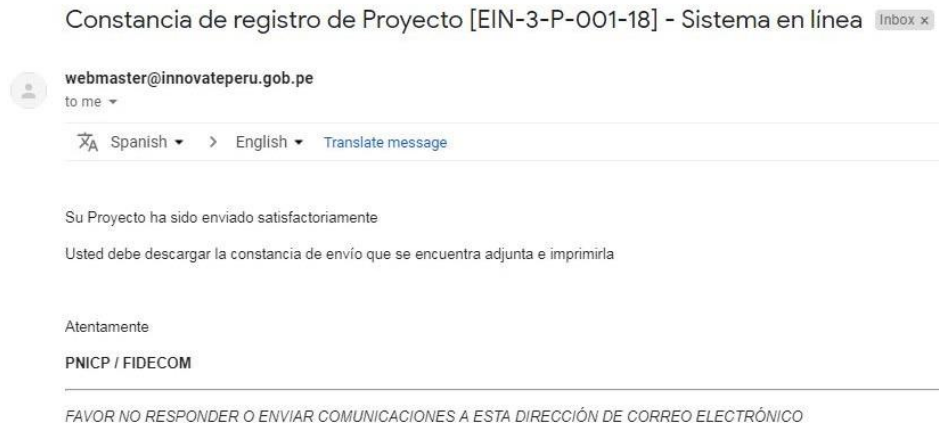 Constancia de registro de Proyecto [EIN-3-P-001-18] - Sistema en línea Inbox x
webmaster@innovateperu.gob.pe
to me
Spanish > English Translate message
Su Proyecto ha sido enviado satisfactoriamente
Usted debe descargar la constancia de envío que se encuentra adjunta e imprimirla
Atentamente
PNICP / FIDECOM
FAVOR NO RESPONDER O ENVIAR COMUNICACIONES A ESTA DIRECCIÓN DE CORREO ELECTRÓNICO